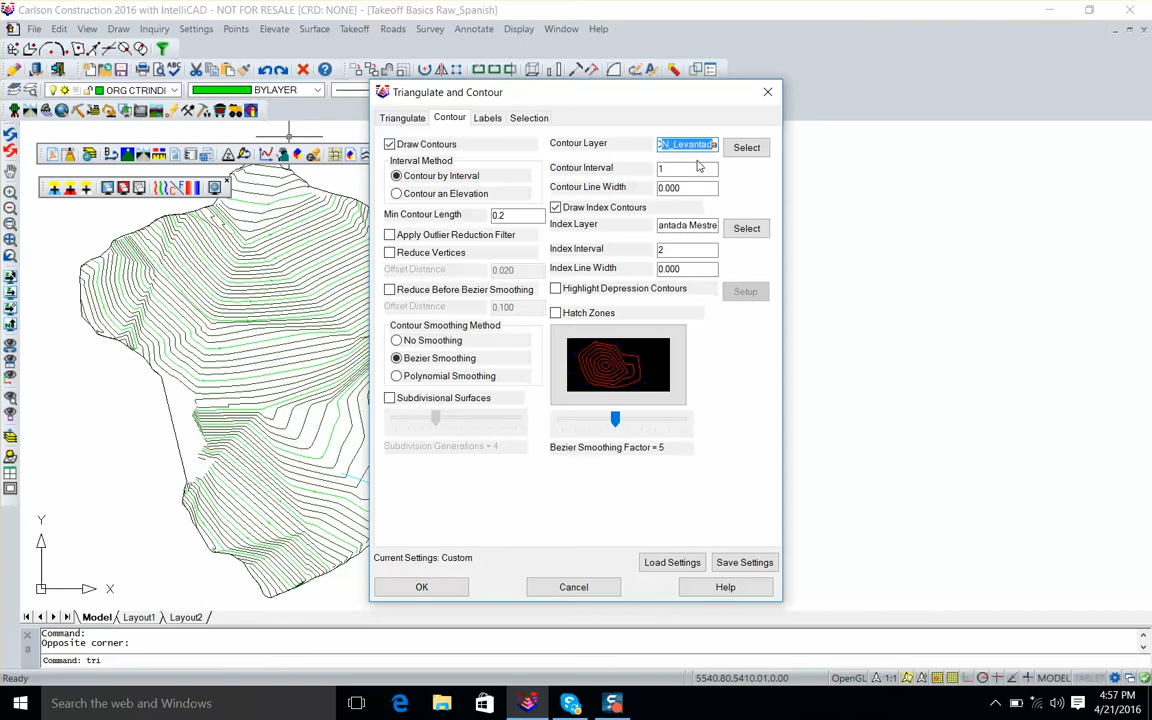 Carlson Construction 2016 with IntelliCAD - NOT FOR RESALE [CRD: NONE] - [Takeoff Basics Raw_Spanish]
File Edit View Draw Inquiry Settings Points Elevate Surface Takeoff Roads Survey Annotate Display Window Help
ORG CTRINDI
BYLAYER
Triangulate and Contour
Triangulate Contour Labels Selection
Draw Contours
Contour Layer
N_Levantada
Select
Interval Method
Contour by Interval
Contour Interval
1
Contour an Elevation
Contour Line Width
0.000
Min Contour Length
0.2
Draw Index Contours
Index Layer
antada Mestre
Select
Apply Outlier Reduction Filter
Reduce Vertices
Index Interval
2
Offset Distance
0.020
Index Line Width
0.000
Reduce Before Bezier Smoothing
Highlight Depression Contours
Setup
Offset Distance
0.100
Hatch Zones
Contour Smoothing Method
No Smoothing
Bezier Smoothing
Polynomial Smoothing
Subdivisional Surfaces
Subdivision Generations = 4
Bezier Smoothing Factor = 5
Current Settings: Custom
Load Settings
Save Settings
OK
Cancel
Help
Y
X
Model Layout1 Layout2
Command:
Opposite corner:
Command: tri
Ready
5540.80.5410.01,0.00
OpenGL
1:1
MODEL
TABLET
Search the web and Windows
4:57 PM
4/21/2016